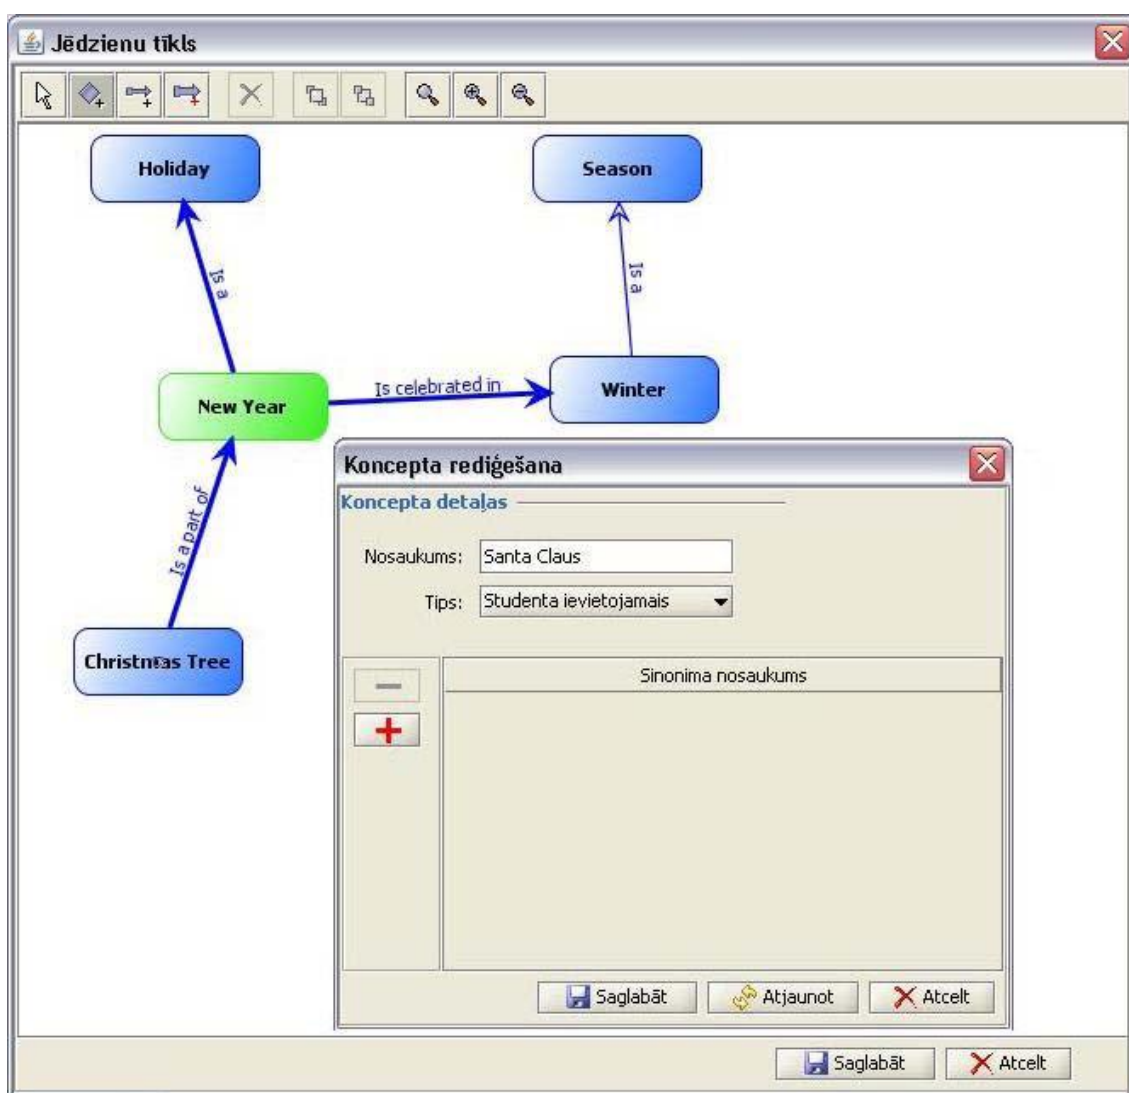 Jēdzienu tīkls
Holiday
Season
Is a
Is a
New Year
Is celebrated in
Winter
Is a part of
Christmas Tree
Koncepta rediģešana
Koncepta detaļas
Nosaukums: Santa Claus
Tips: Studenta ievietojamais
Sinonima nosaukums
Saglabāt Atjaunot Atcelt
Saglabāt Atcelt